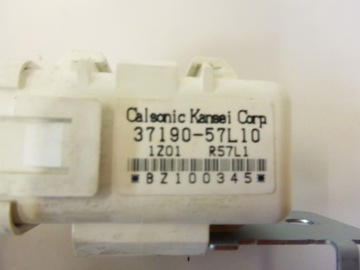 Calsonic Kansei Corp
37190-57L10
1Z01 R57L1
*BZ100345*